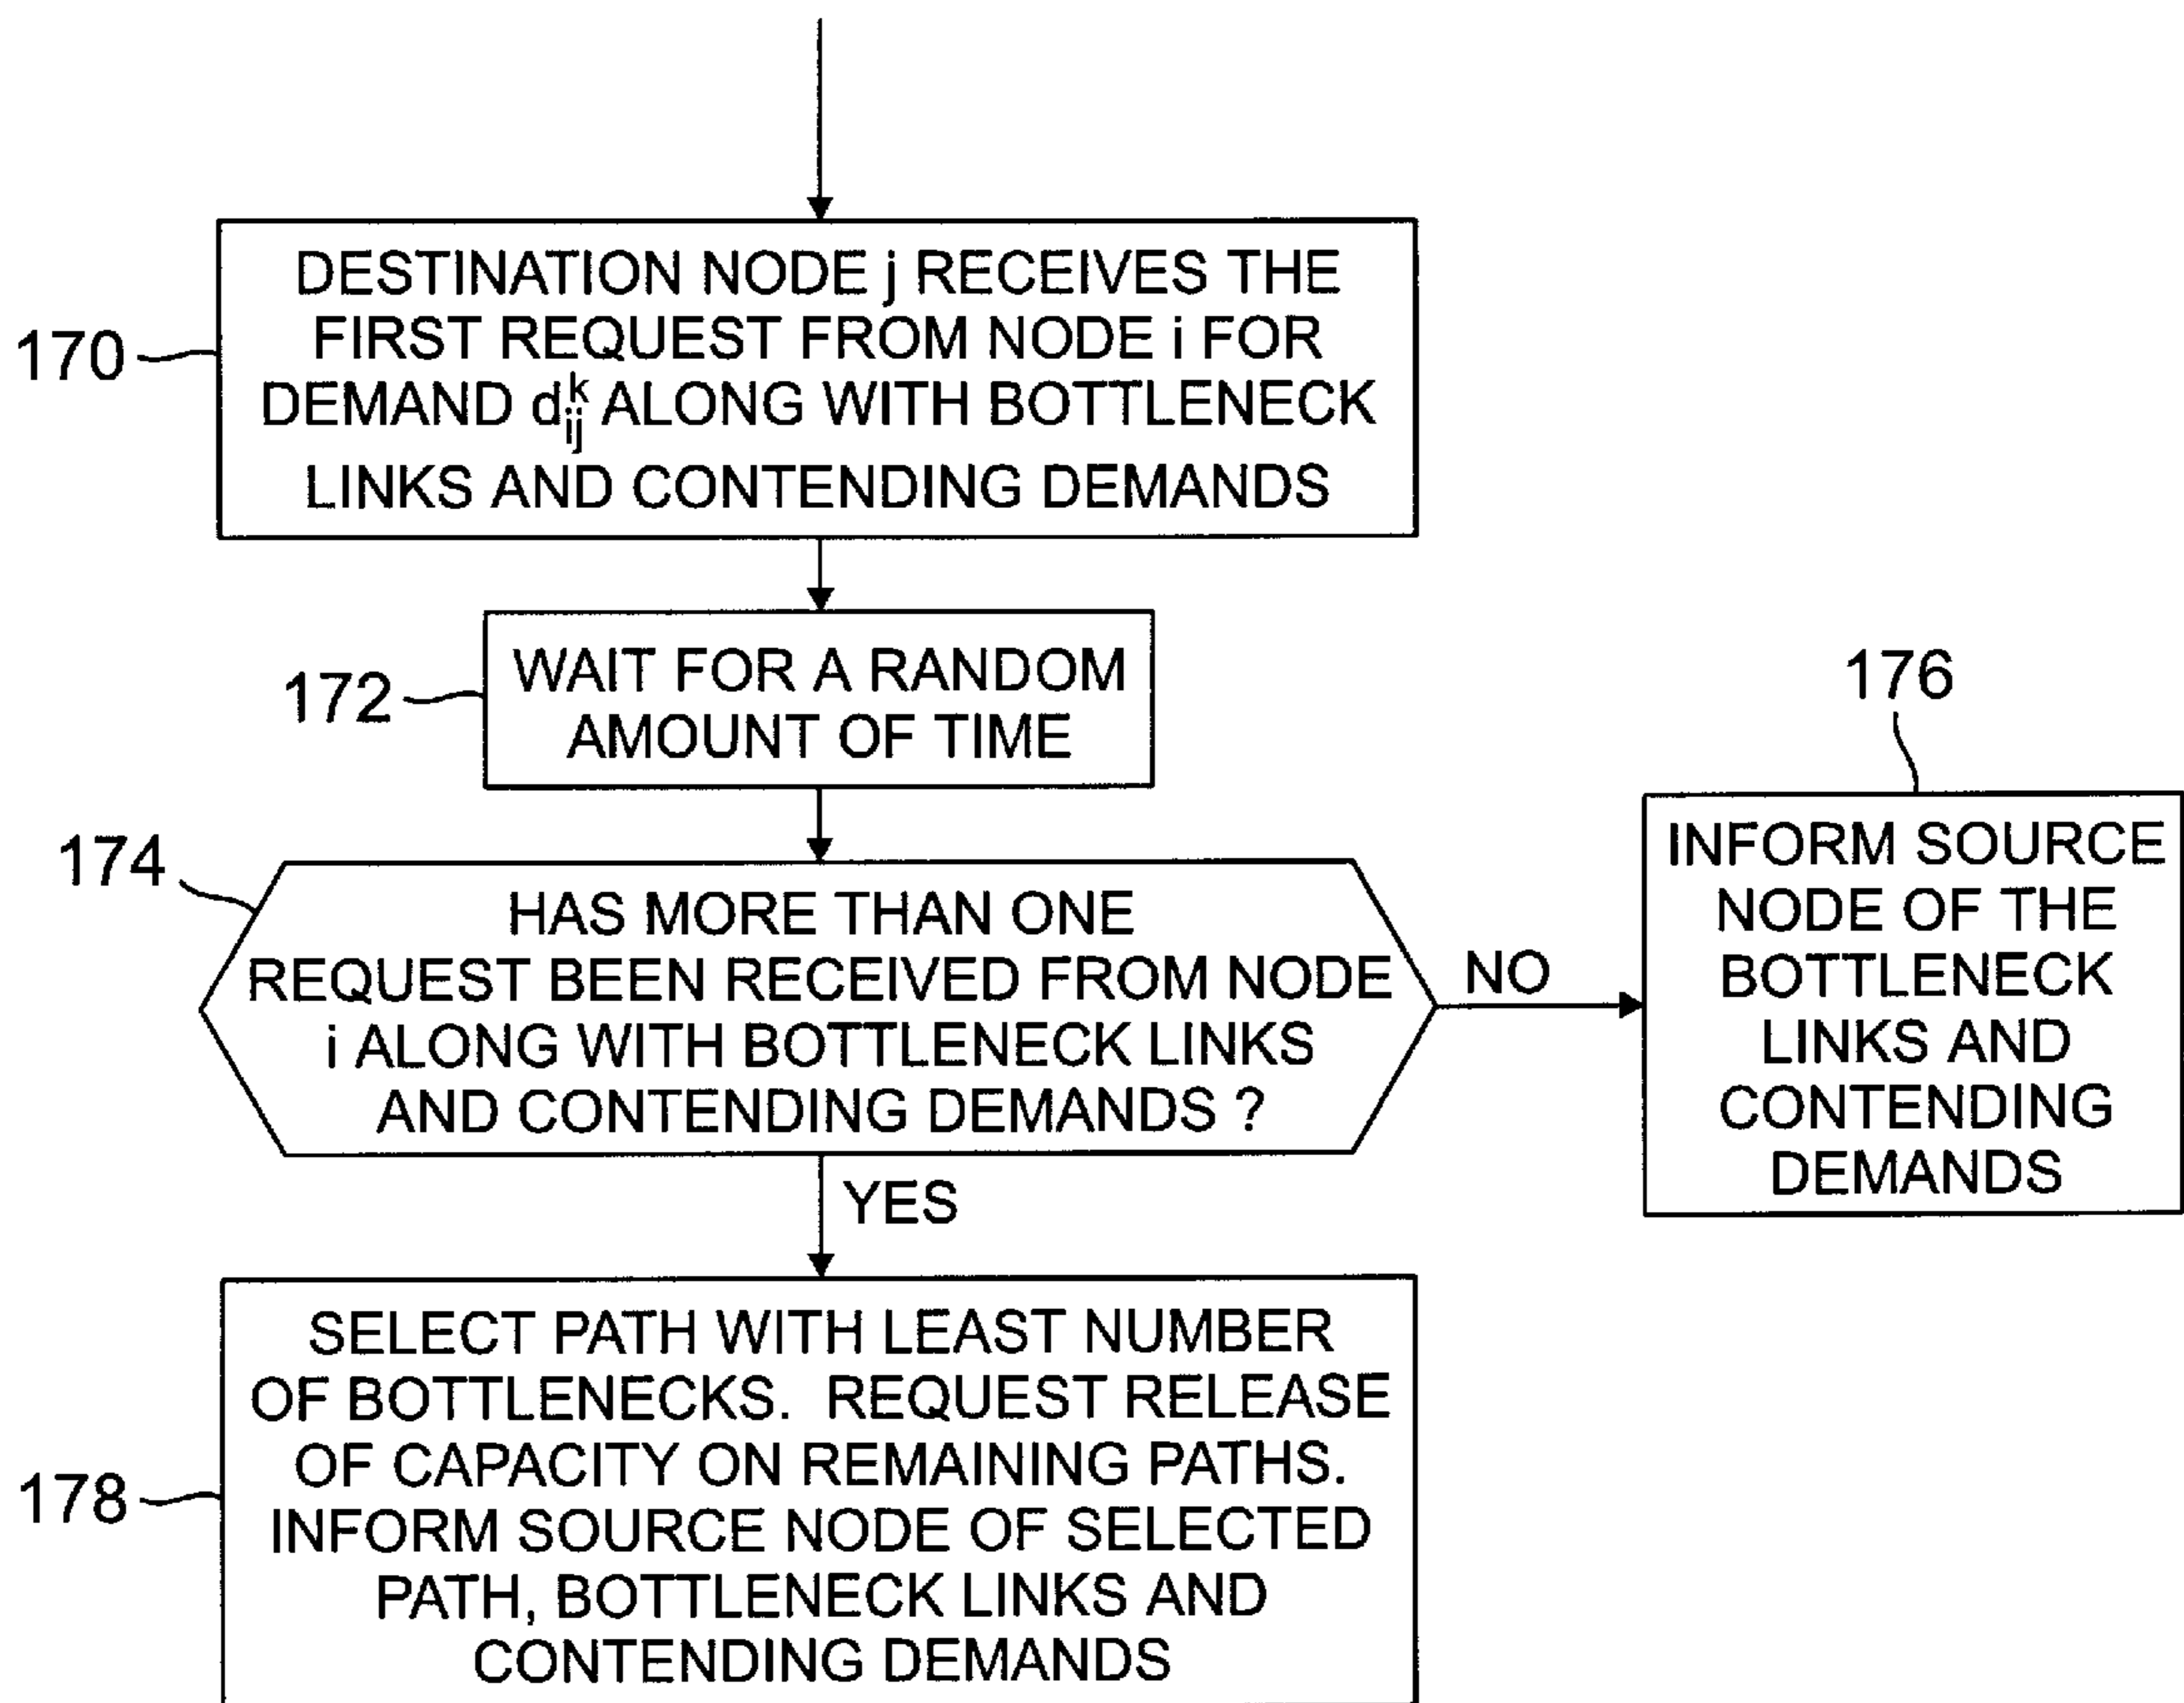 170
DESTINATION NODE j RECEIVES THE
FIRST REQUEST FROM NODE i FOR
DEMAND d_{ij}^{k} ALONG WITH BOTTLENECK
LINKS AND CONTENDING DEMANDS
172
WAIT FOR A RANDOM
AMOUNT OF TIME
174
HAS MORE THAN ONE
REQUEST BEEN RECEIVED FROM NODE
i ALONG WITH BOTTLENECK LINKS
AND CONTENDING DEMANDS ?
NO
176
INFORM SOURCE
NODE OF THE
BOTTLENECK
LINKS AND
CONTENDING
DEMANDS
YES
178
SELECT PATH WITH LEAST NUMBER
OF BOTTLENECKS. REQUEST RELEASE
OF CAPACITY ON REMAINING PATHS.
INFORM SOURCE NODE OF SELECTED
PATH, BOTTLENECK LINKS AND
CONTENDING DEMANDS